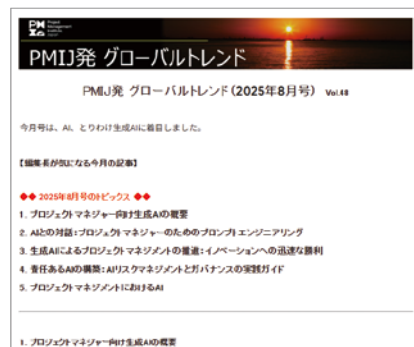 PMI Project
Management
Institute
Japan
PMIJ発 グローバルトレンド
PMIJ発 グローバルトレンド（2025年8月号） Vol.48
今月号は、AI、とりわけ生成AIに着目しました。
【編集長が気になる今月の記事】
◆◆ 2025年8月号のトピックス ◆◆
1. プロジェクトマネジャー向け生成AIの概要
2. AIとの対話：プロジェクトマネジャーのためのプロンプトエンジニアリング
3. 生成AIによるプロジェクトマネジメントの推進：イノベーションへの迅速な勝利
4. 責任あるAIの構築：AIリスクマネジメントとガバナンスの実践ガイド
5. プロジェクトマネジメントにおけるAI
1. プロジェクトマネジャー向け生成AIの概要